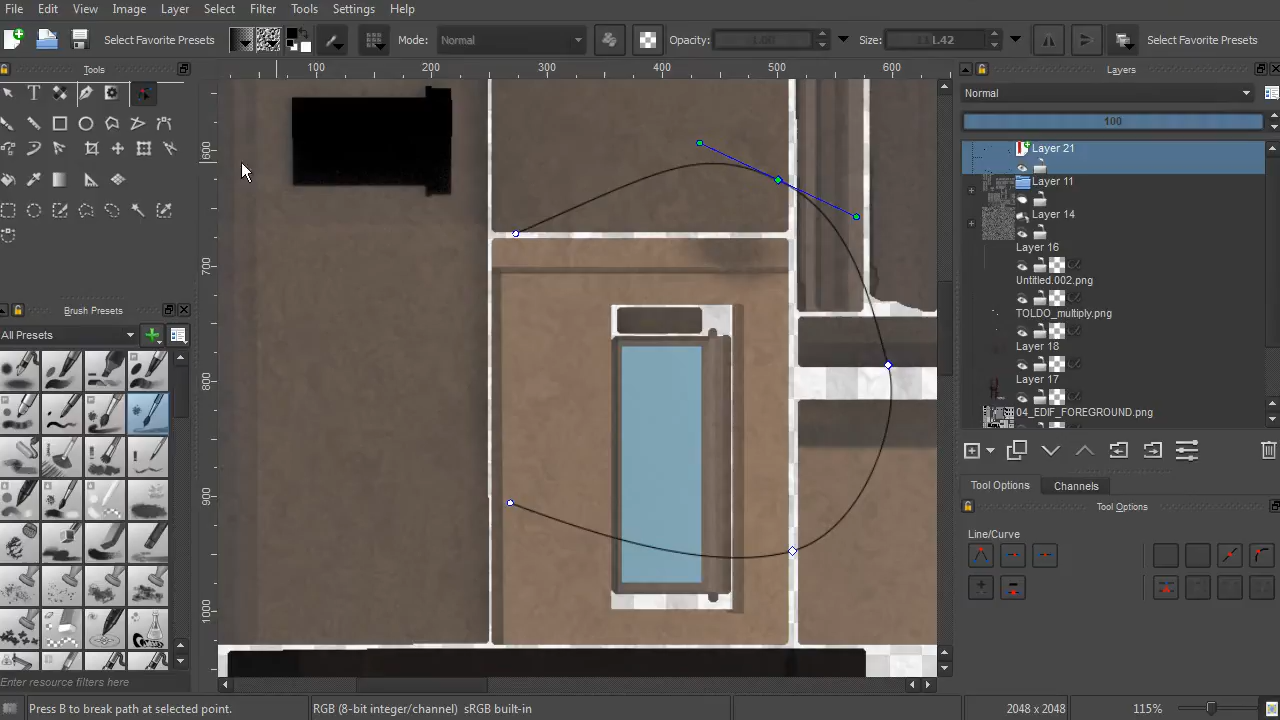 File Edit View Image Layer Select Filter Tools Settings Help
Select Favorite Presets Mode: Normal Opacity: 1.00 Size: Select Favorite Presets
Tools
100 200 300 400 500 600
Layers
Normal
100
Layer 21
Layer 11
Layer 14
Layer 16
Untitled.002.png
TOLDO_multiply.png
Layer 18
Layer 17
04_EDIF_FOREGROUND.png
600
700
800
900
1000
Brush Presets
All Presets
Tool Options Channels
Tool Options
Line/Curve
Enter resource filters here
Press B to break path at selected point. RGB (8-bit integer/channel) sRGB built-in 2048 x 2048 115%